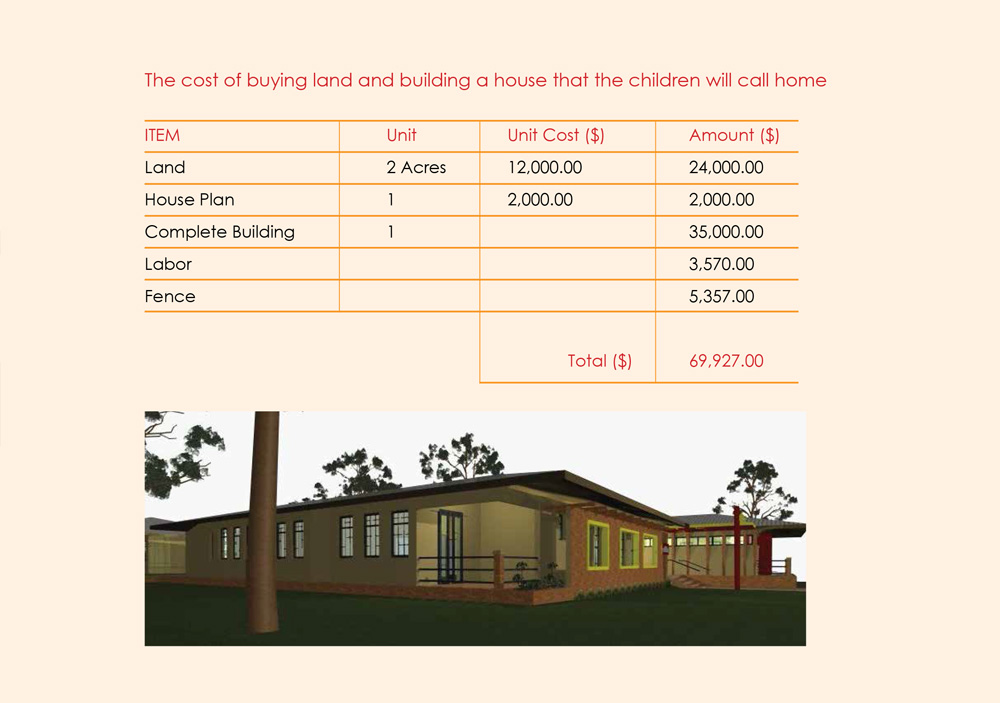 The cost of buying land and building a house that the children will call home
ITEM Unit Unit Cost ($) Amount ($)
Land 2 Acres 12,000.00 24,000.00
House Plan 1 2,000.00 2,000.00
Complete Building 1 35,000.00
Labor 3,570.00
Fence 5,357.00
Total ($) 69,927.00